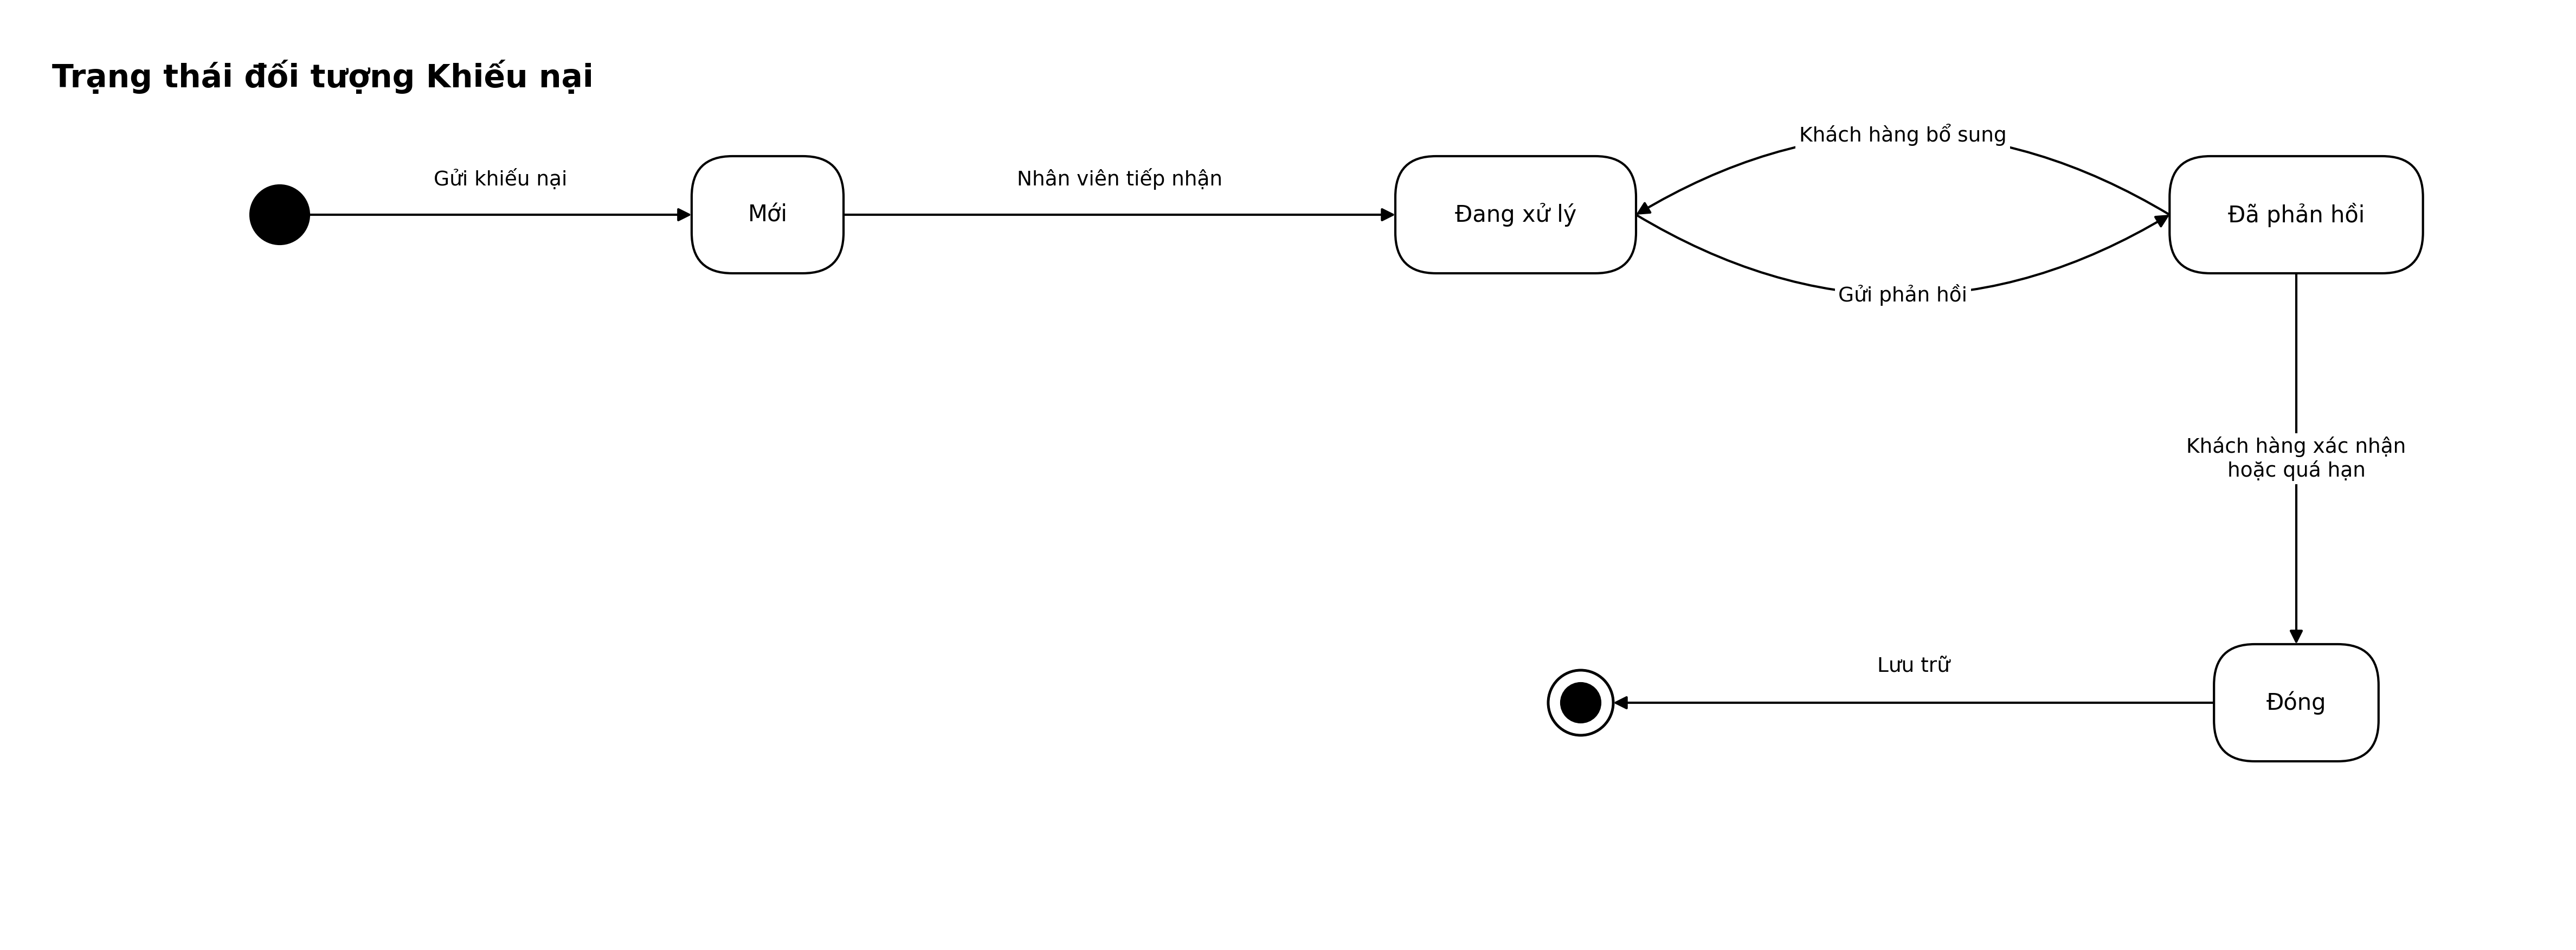 Trạng thái đối tượng Khiếu nại
Khách hàng bổ sung
Gửi khiếu nại
Nhân viên tiếp nhận
Mới
Đang xử lý
Đã phản hồi
Gửi phản hồi
Khách hàng xác nhận
hoặc quá hạn
Lưu trữ
Đóng